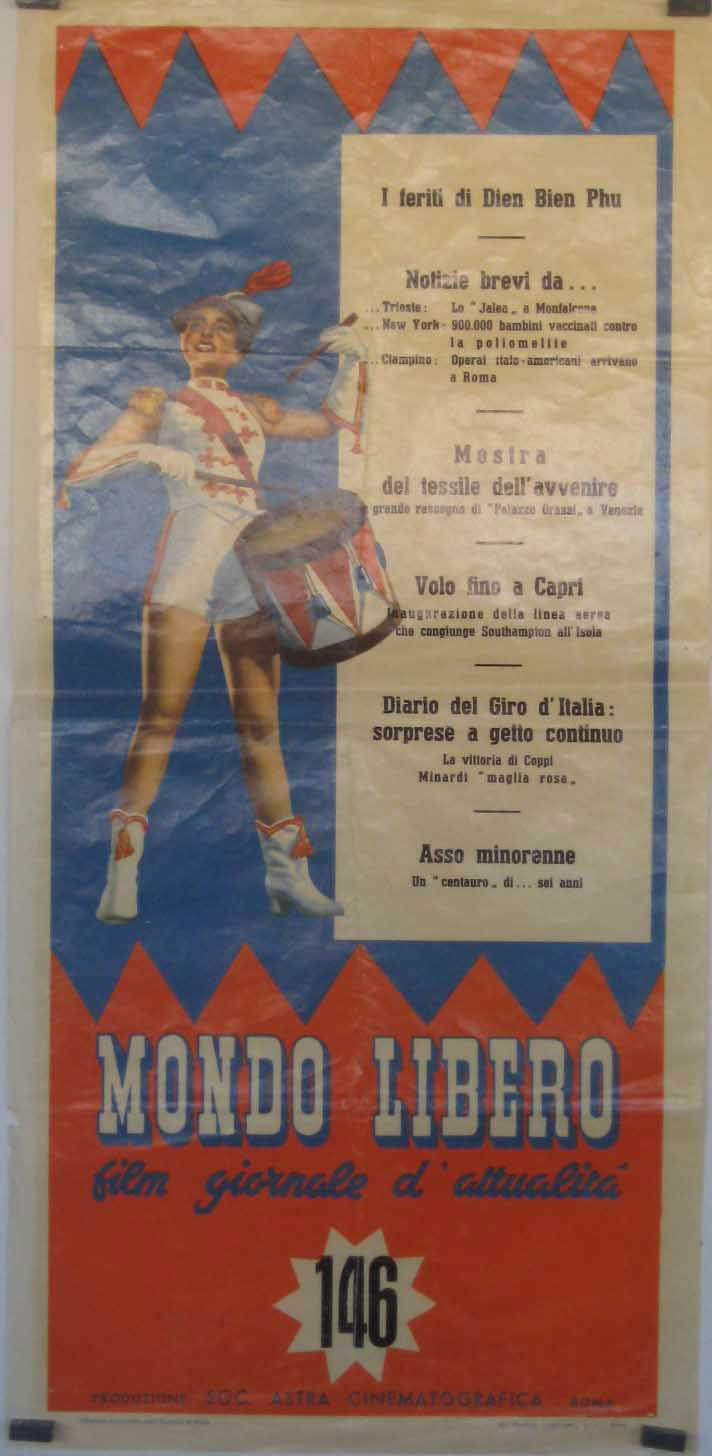 I feriti di Dien Bien Phu
Notizie brevi da...
...Trieste: Lo "Jalea„ a Monfalcone
...New York - 900.000 bambini vaccinati contro
la poliomelite
...Ciampino: Operai italo-americani arrivano
a Roma
Mostra
del tessile dell'avvenire
grande rassegna di "Palazzo Grassi„ a Venezia
Volo fino a Capri
Inaugurazione della linea aerea
che congiunge Southampton all'Isola
Diario del Giro d'Italia:
sorprese a getto continuo
La vittoria di Coppi
Minardi "maglia rosa„
Asso minorenne
Un "centauro„ di... sei anni
MONDO LIBERO
film giornale d'attualità
146
PRODUZIONE SOC. ASTRA CINEMATOGRAFICA - ROMA